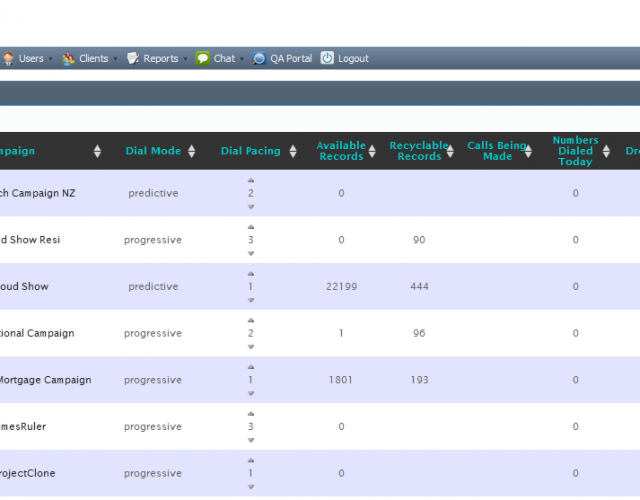 Users Clients Reports Chat QA Portal Logout
mpaign Dial Mode Dial Pacing Available Records Recyclable Records Calls Being Made Numbers Dialed Today Dro
ch Campaign NZ predictive 2 0 0
d Show Resi progressive 3 0 90 0
oud Show predictive 1 22199 444 0
tional Campaign progressive 2 1 96 0
Mortgage Campaign progressive 1 1801 193 0
mesRuler progressive 3 0 0
rojectClone progressive 1 0 0